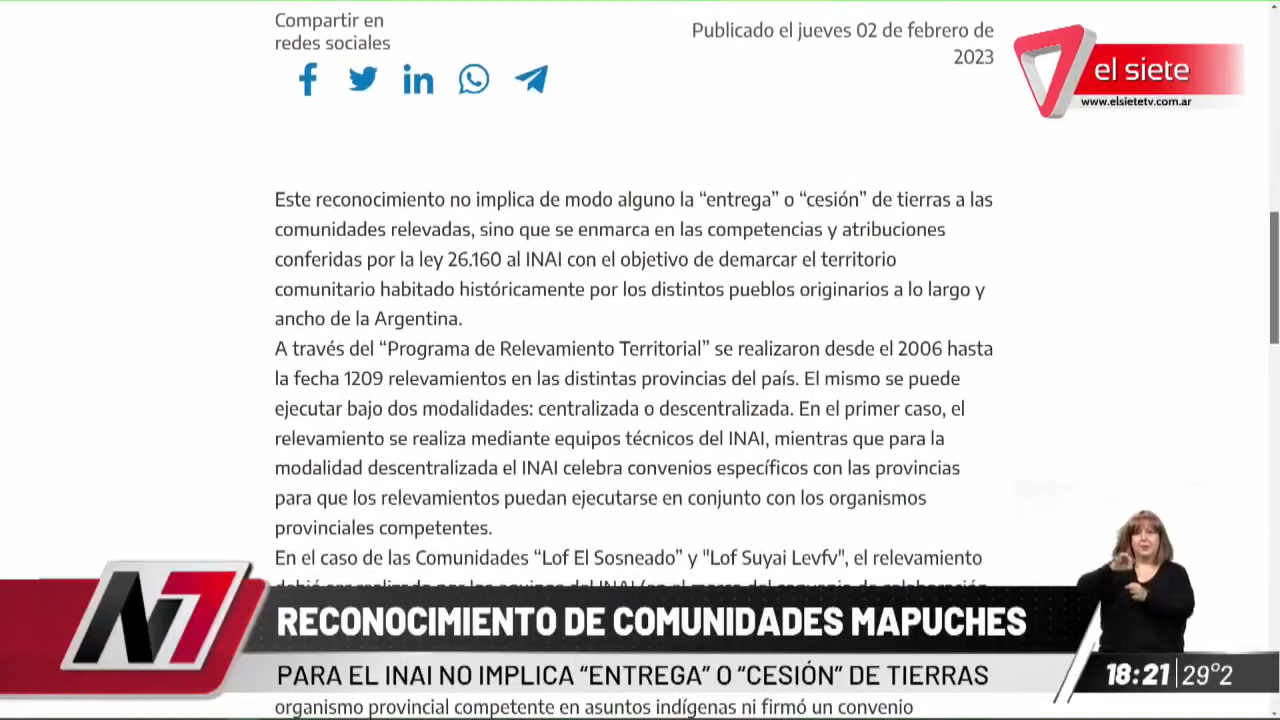 Compartir en
redes sociales
Publicado el jueves 02 de febrero de
2023
el siete
www.elsietetv.com.ar
Este reconocimiento no implica de modo alguno la “entrega” o “cesión” de tierras a las
comunidades relevadas, sino que se enmarca en las competencias y atribuciones
conferidas por la ley 26.160 al INAI con el objetivo de demarcar el territorio
comunitario habitado históricamente por los distintos pueblos originarios a lo largo y
ancho de la Argentina.
A través del “Programa de Relevamiento Territorial” se realizaron desde el 2006 hasta
la fecha 1209 relevamientos en las distintas provincias del país. El mismo se puede
ejecutar bajo dos modalidades: centralizada o descentralizada. En el primer caso, el
relevamiento se realiza mediante equipos técnicos del INAI, mientras que para la
modalidad descentralizada el INAI celebra convenios específicos con las provincias
para que los relevamientos puedan ejecutarse en conjunto con los organismos
provinciales competentes.
En el caso de las Comunidades “Lof El Sosneado” y "Lof Suyai Levfv", el relevamiento
N7
RECONOCIMIENTO DE COMUNIDADES MAPUCHES
PARA EL INAI NO IMPLICA “ENTREGA” O “CESIÓN” DE TIERRAS
18:21 29°2
organismo provincial competente en asuntos indígenas ni firmó un convenio